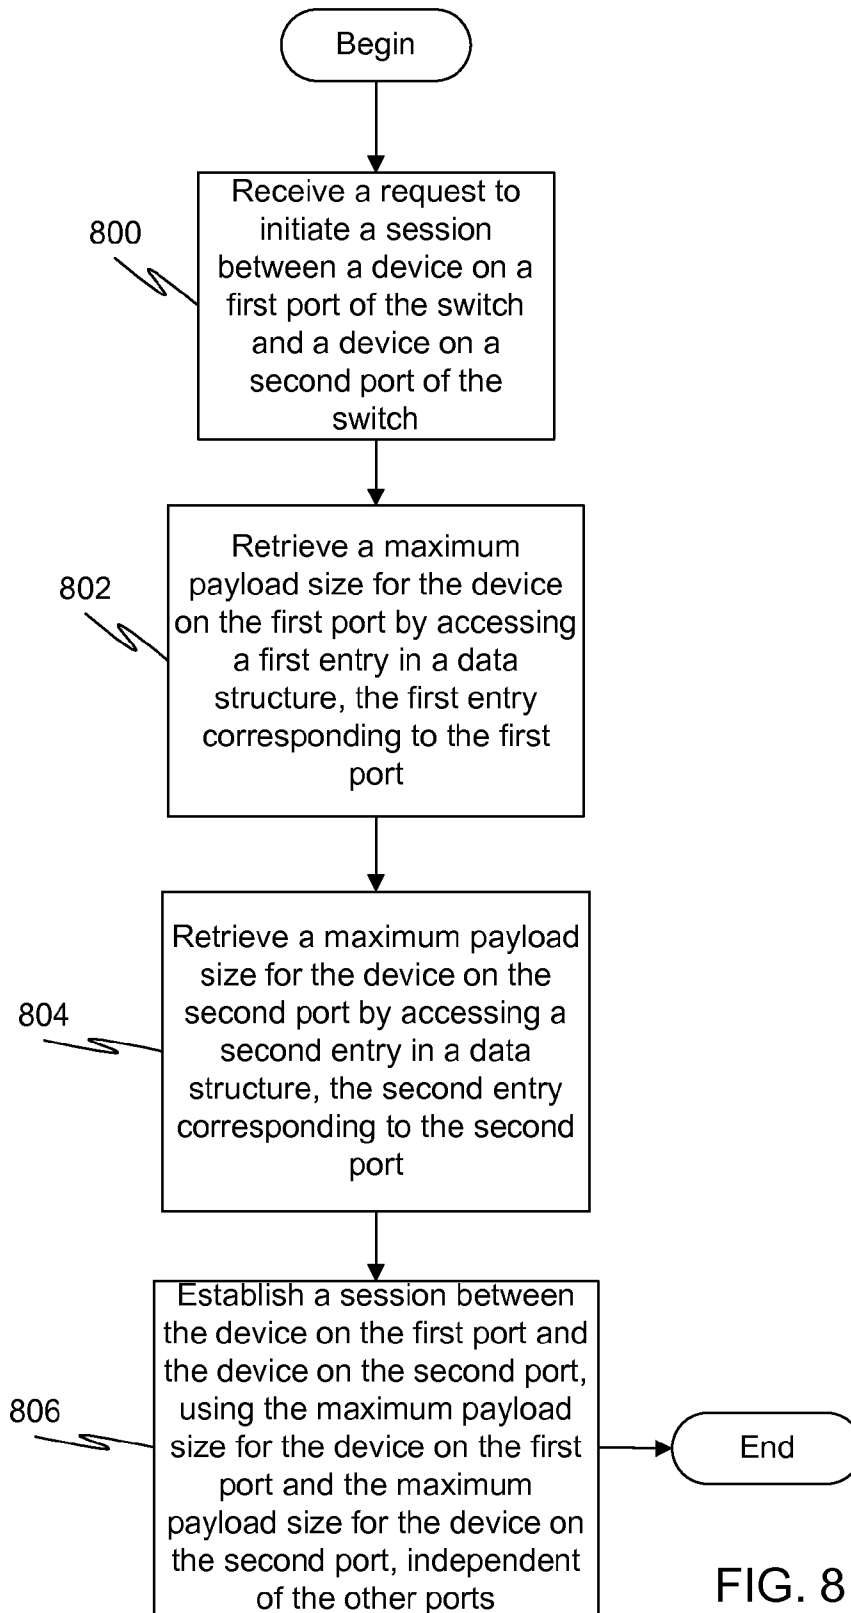 Begin
800
Receive a request to
initiate a session
between a device on a
first port of the switch
and a device on a
second port of the
switch
802
Retrieve a maximum
payload size for the device
on the first port by accessing
a first entry in a data
structure, the first entry
corresponding to the first
port
804
Retrieve a maximum payload
size for the device on the
second port by accessing a
second entry in a data
structure, the second entry
corresponding to the second
port
806
Establish a session between
the device on the first port and
the device on the second port,
using the maximum payload
size for the device on the first
port and the maximum
payload size for the device on
the second port, independent
of the other ports
End
FIG. 8